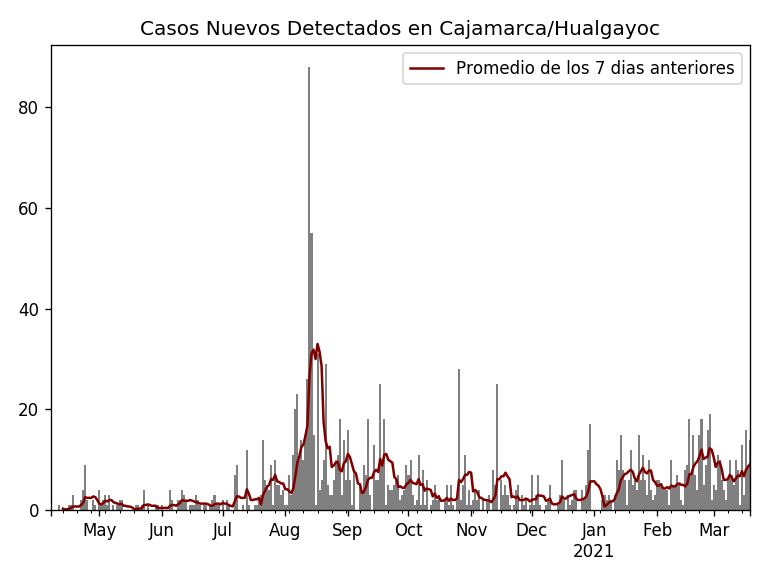 Casos Nuevos Detectados en Cajamarca/Hualgayoc
Promedio de los 7 dias anteriores
80
60
40
20
0
May Jun Jul Aug Sep Oct Nov Dec Jan Feb Mar
2021